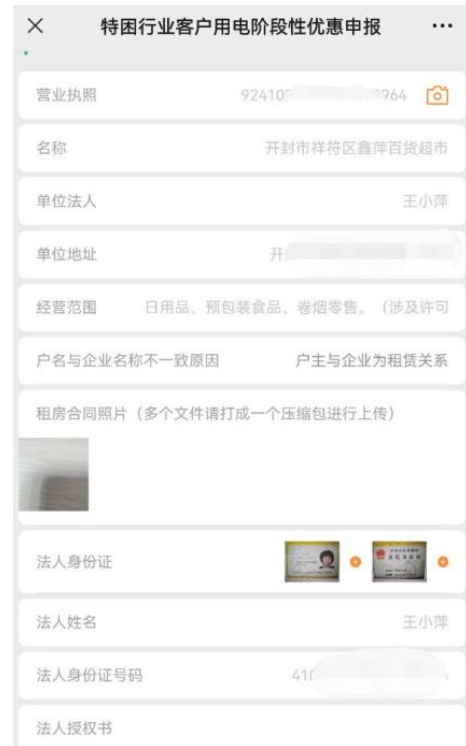 特困行业客户用电阶段性优惠申报
营业执照 92410 964
名称 开封市祥符区鑫萍百货超市
单位法人 王小萍
单位地址 开
经营范围 日用品、预包装食品、卷烟零售。（涉及许可
户名与企业名称不一致原因 户主与企业为租赁关系
租房合同照片（多个文件请打成一个压缩包进行上传）
法人身份证
法人姓名 王小萍
法人身份证号码 41
法人授权书